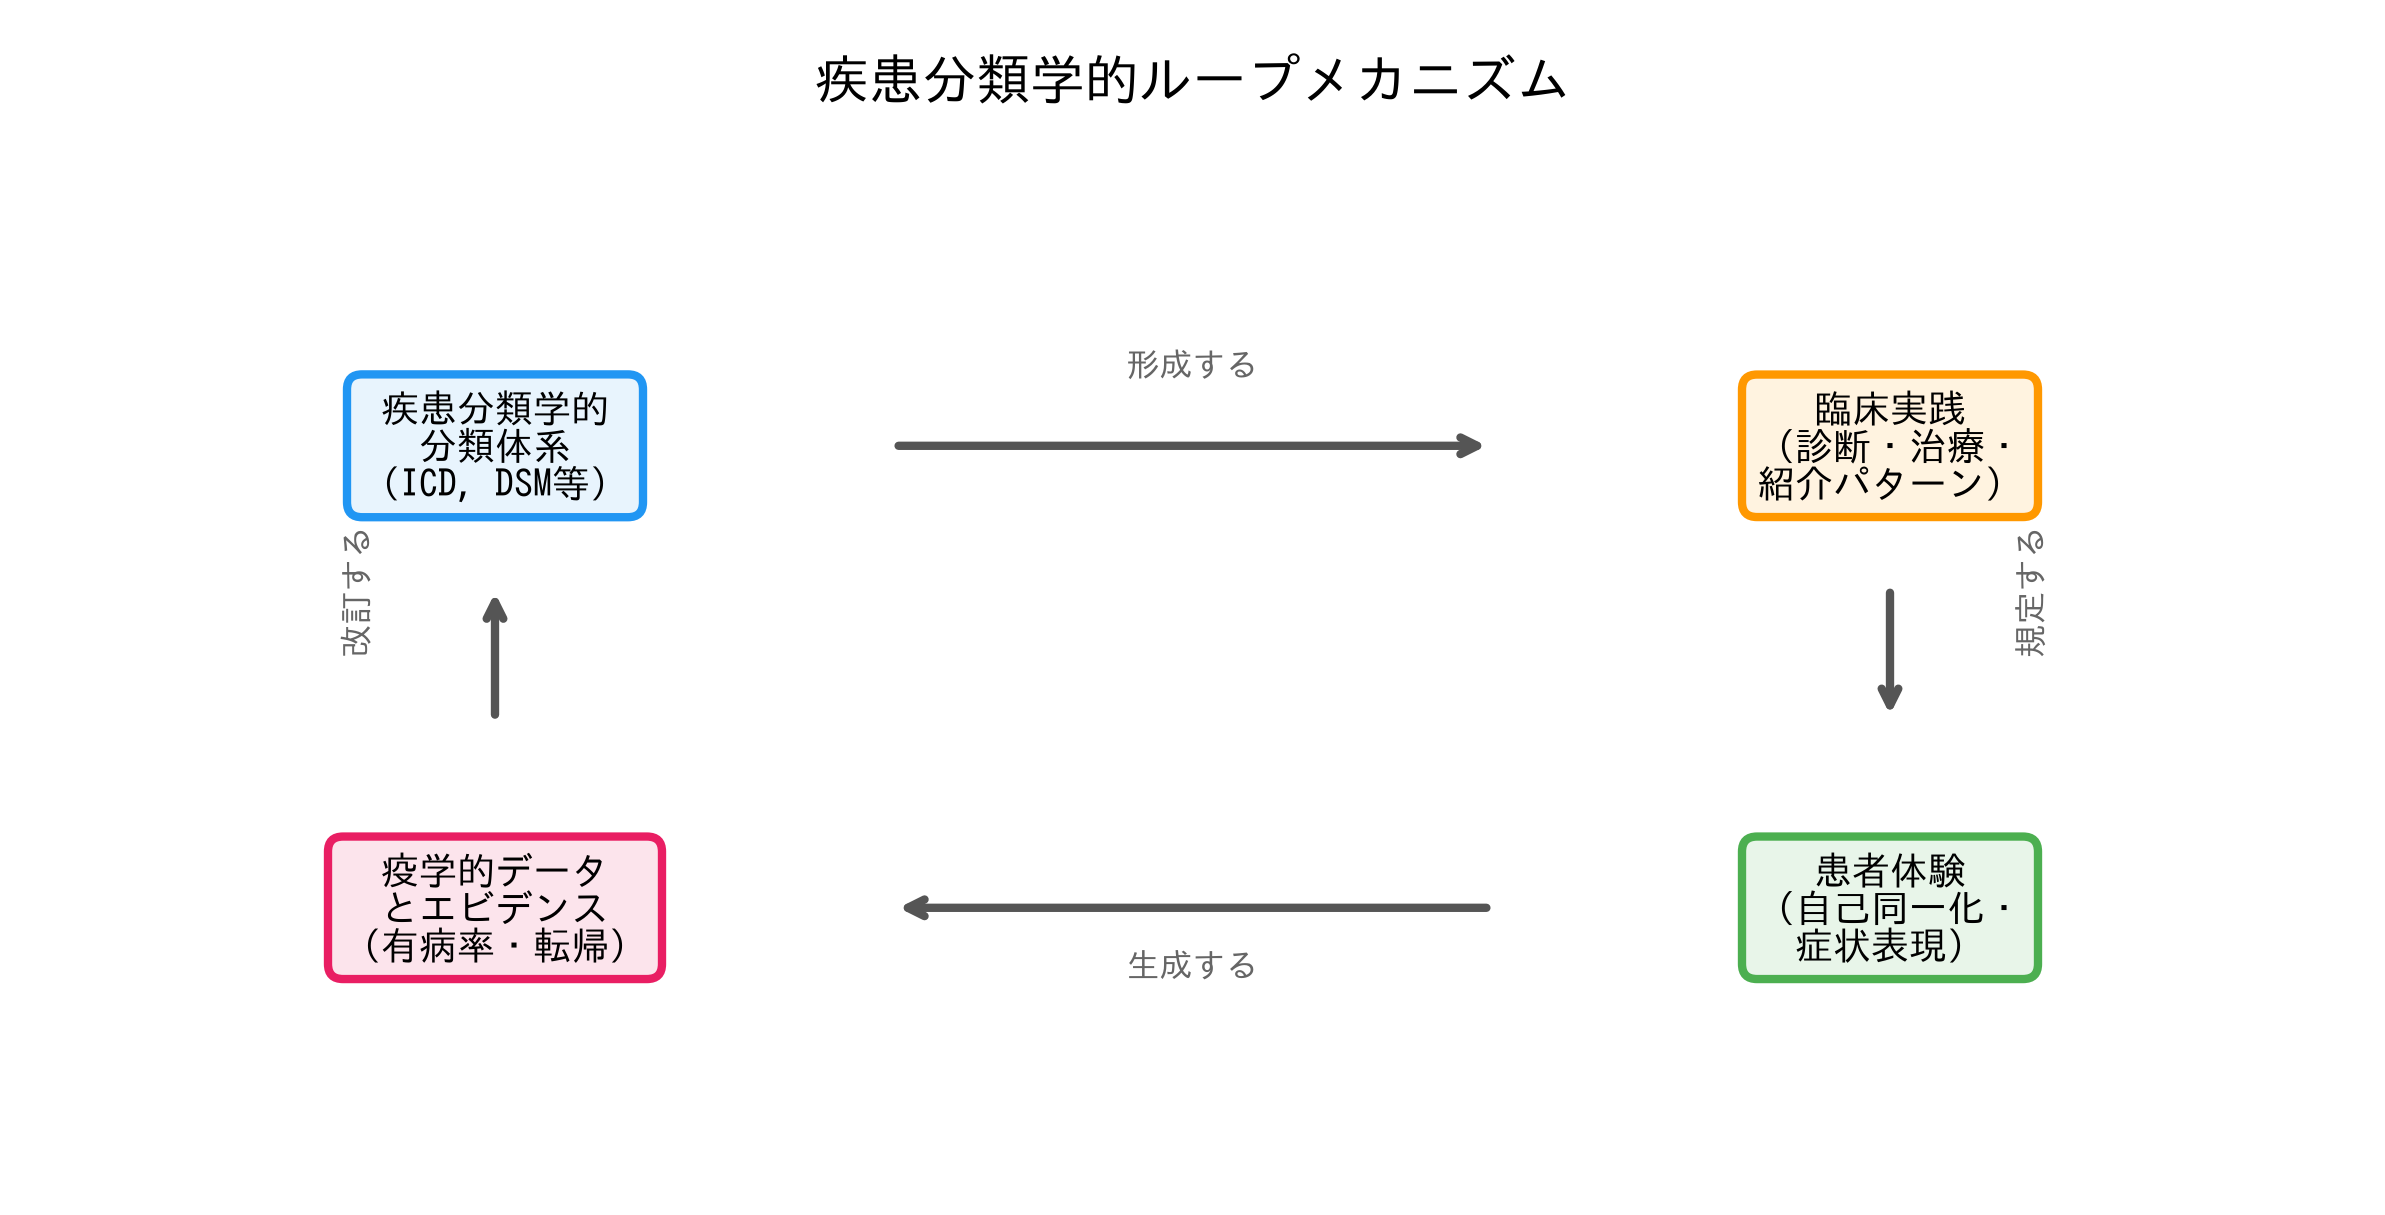 疾患分類学的ループメカニズム
形成する
疾患分類学的
分類体系
（ICD, DSM等）
臨床実践
（診断・治療・
紹介パターン）
改訂する
規定する
疫学的データ
とエビデンス
（有病率・転帰）
患者体験
（自己同一化・
症状表現）
生成する